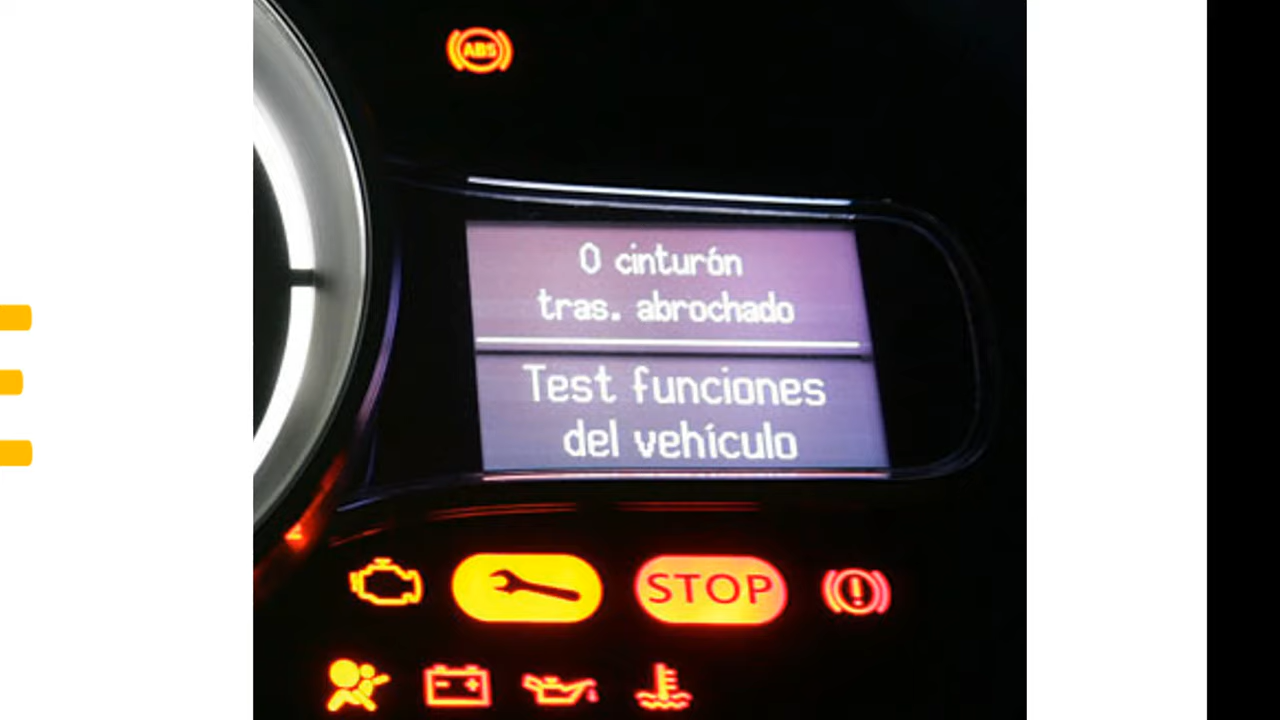 ABS
0 cinturón
tras. abrochado
Test funciones
del vehículo
STOP